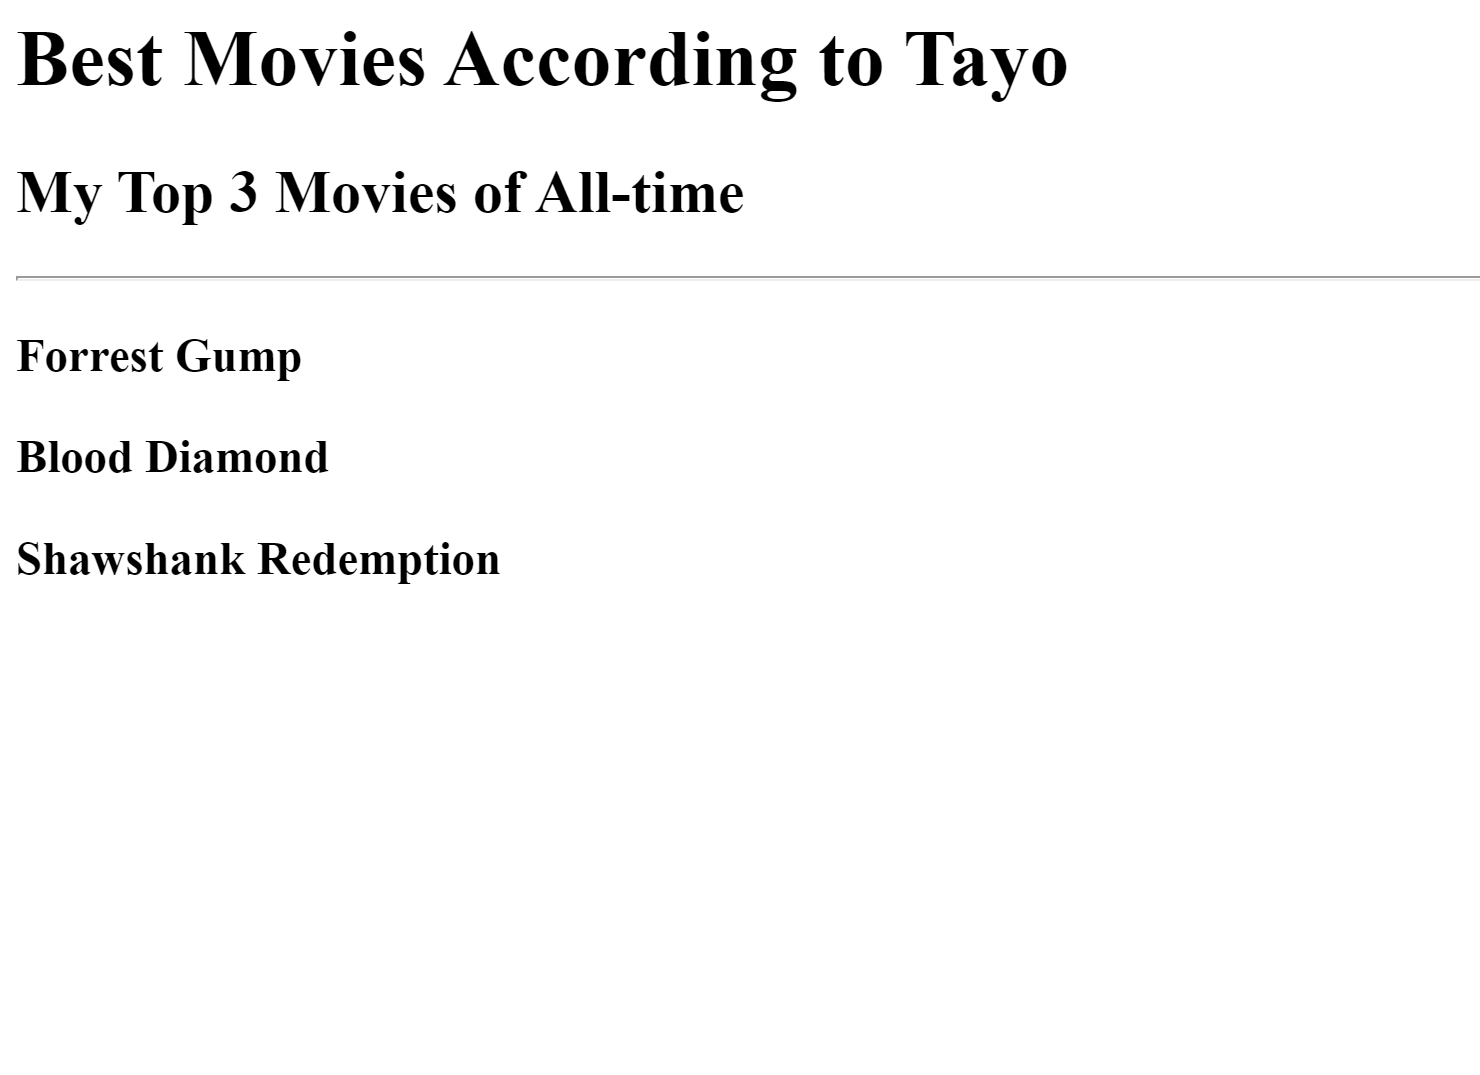 Best Movies According to Tayo
My Top 3 Movies of All-time
Forrest Gump
Blood Diamond
Shawshank Redemption